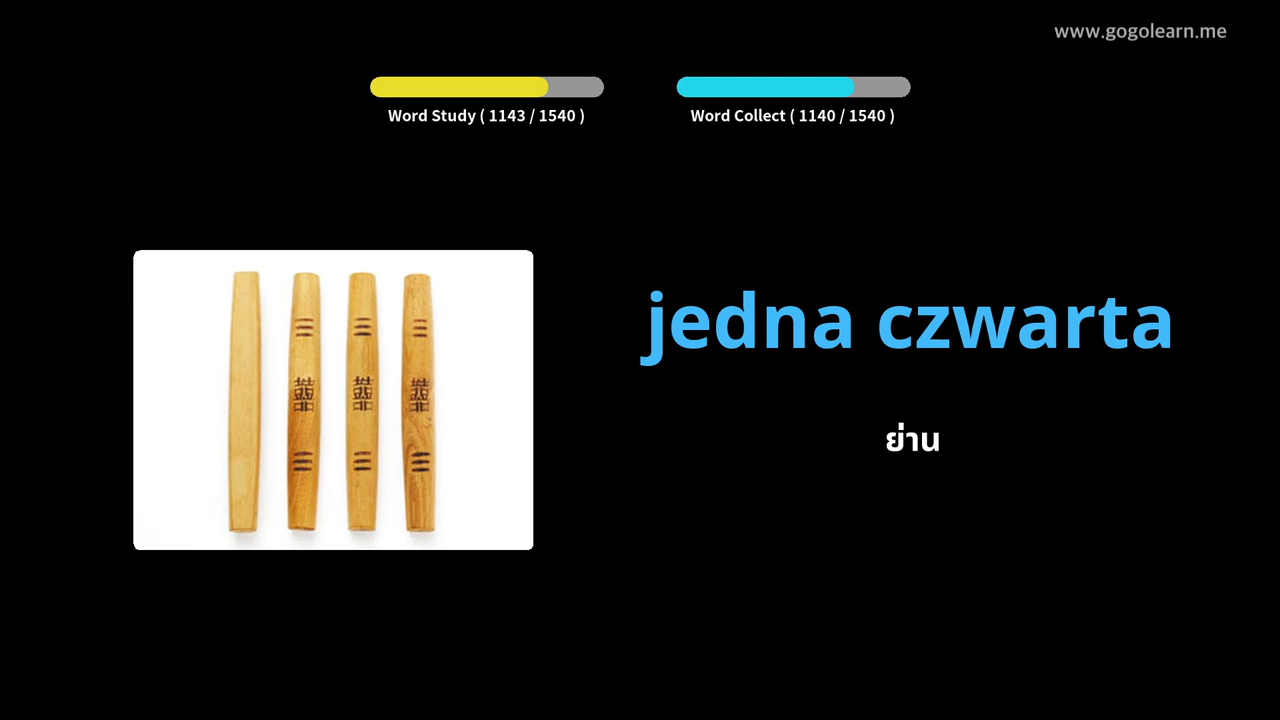 www.gogolearn.me
Word Study ( 1143 / 1540 )
Word Collect ( 1140 / 1540 )
jedna czwarta
ย่าน